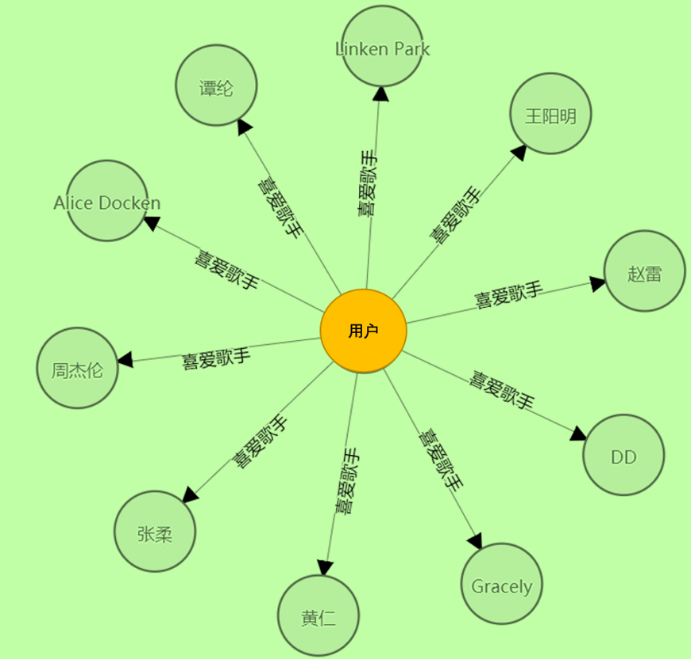 Linken Park
谭纶
王阳明
喜爱歌手
喜爱歌手
喜爱歌手
Alice Docken
喜爱歌手
赵雷
喜爱歌手
用户
周杰伦
喜爱歌手
喜爱歌手
DD
喜爱歌手
喜爱歌手
喜爱歌手
张柔
Gracely
黄仁